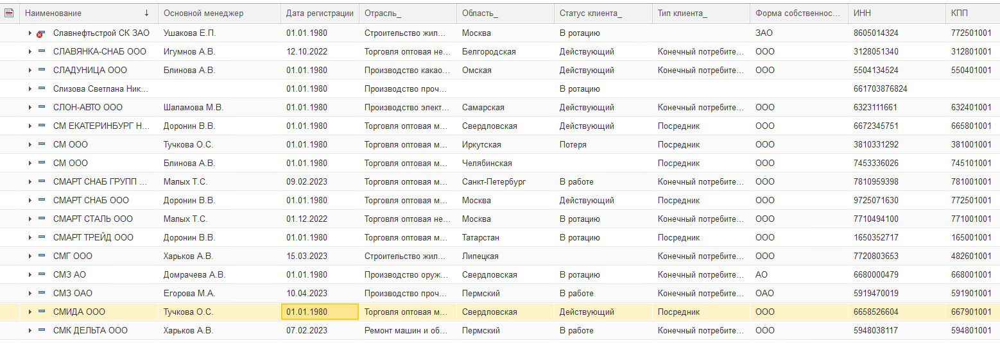 Наименование ↓ Основной менеджер Дата регистрации Отрасль_ Область_ Статус клиента_ Тип клиента_ Форма собственнос... ИНН КПП
Славнефтьстрой СК ЗАО Ушакова Е.П. 01.01.1980 Строительство жил... Москва В ротацию ЗАО 8605014324 772501001
СЛАВЯНКА-СНАБ ООО Игумнов А.В. 12.10.2022 Торговля оптовая не... Белгородская Действующий Конечный потребите... ООО 3128051340 312801001
СЛАДУНИЦА ООО Блинова А.В. 01.01.1980 Производство какао... Омская Действующий Конечный потребите... ООО 5504134524 550401001
Слизова Светлана Ник... 01.01.1980 Производство проч... В ротацию 661703876824
СЛОН-АВТО ООО Шаламова М.В. 01.01.1980 Производство элект... Самарская Действующий Конечный потребите... ООО 6323111661 632401001
СМ ЕКАТЕРИНБУРГ Н... Доронин В.В. 01.01.1980 Торговля оптовая м... Свердловская Действующий Посредник ООО 6672345751 665801001
СМ ООО Тучкова О.С. 01.01.1980 Торговля оптовая м... Иркутская Потеря Посредник ООО 3810331292 381001001
СМ ООО Блинова А.В. 01.01.1980 Торговля оптовая м... Челябинская Посредник ООО 7453336026 745101001
СМАРТ СНАБ ГРУПП ... Малых Т.С. 09.02.2023 Торговля оптовая м... Санкт-Петербург В работе Конечный потребите... ООО 7810959398 781001001
СМАРТ СНАБ ООО Доронин В.В. 01.01.1980 Торговля оптовая м... Москва Действующий Посредник ООО 9725071630 772501001
СМАРТ СТАЛЬ ООО Малых Т.С. 01.12.2022 Торговля оптовая не... Москва В ротацию Конечный потребите... ООО 7710494100 771001001
СМАРТ ТРЕЙД ООО Доронин В.В. 01.01.1980 Торговля оптовая м... Татарстан В ротацию Посредник ООО 1650352717 165001001
СМГ ООО Харьков А.В. 15.03.2023 Строительство жил... Липецкая Конечный потребите... ООО 7720803653 482601001
СМЗ АО Домрачева А.В. 01.01.1980 Производство оруж... Свердловская В ротацию Конечный потребите... АО 6680000479 668001001
СМЗ ОАО Егорова М.А. 10.04.2023 Производство проч... Пермский В работе Конечный потребите... ОАО 5919470019 591901001
СМИДА ООО Тучкова О.С. 01.01.1980 Торговля оптовая м... Свердловская Действующий Посредник ООО 6658526604 667901001
СМК ДЕЛЬТА ООО Харьков А.В. 07.02.2023 Ремонт машин и об... Пермский В работе Конечный потребите... ООО 5948038117 594801001